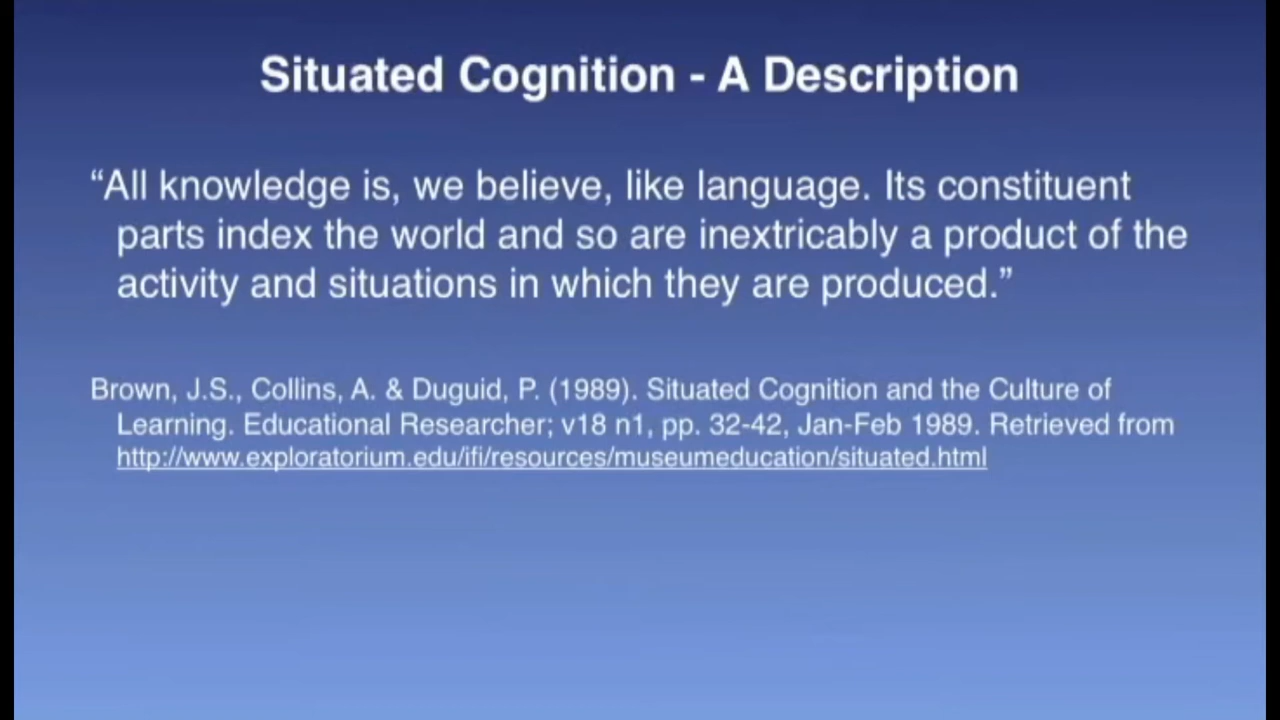 Situated Cognition - A Description
“All knowledge is, we believe, like language. Its constituent
parts index the world and so are inextricably a product of the
activity and situations in which they are produced.”
Brown, J.S., Collins, A. & Duguid, P. (1989). Situated Cognition and the Culture of
Learning. Educational Researcher; v18 n1, pp. 32-42, Jan-Feb 1989. Retrieved from
http://www.exploratorium.edu/ifi/resources/museumeducation/situated.html